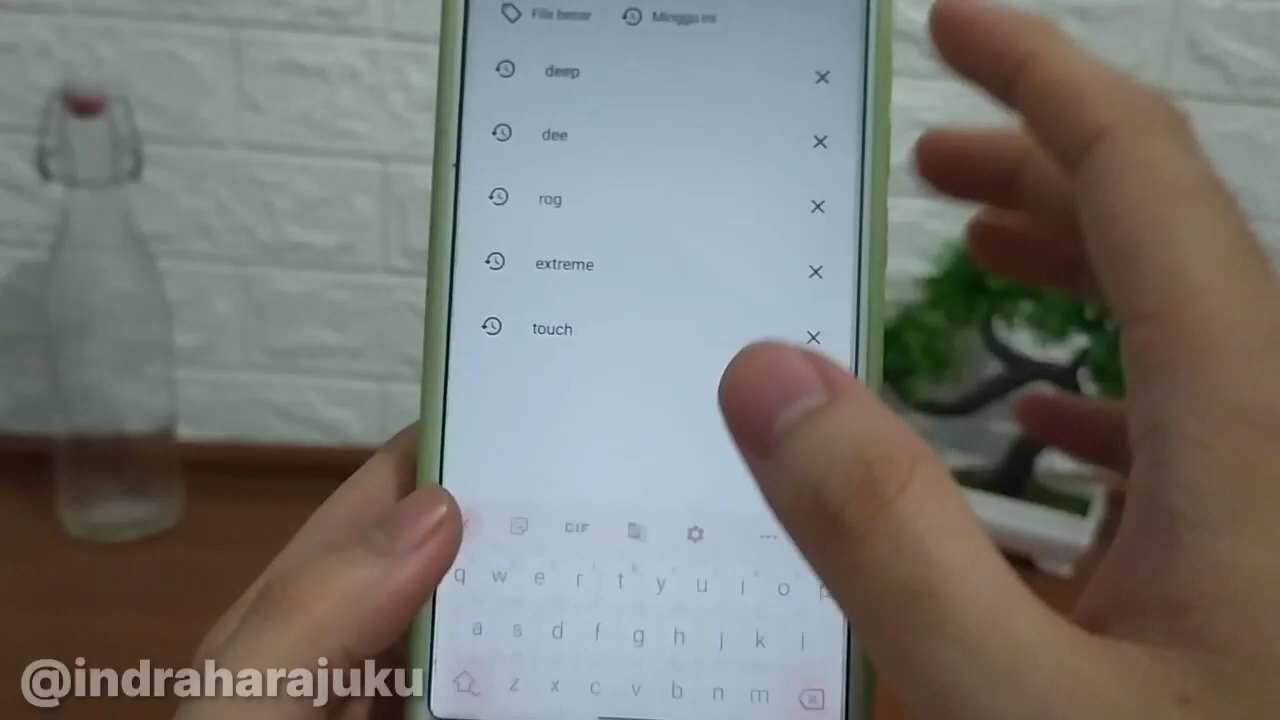 File besar Minggu ini
deep
dee
rog
extreme
touch
GIF
q w e r t y u i o p
a s d f g h j k l
z x c v b n m
@indraharajuku